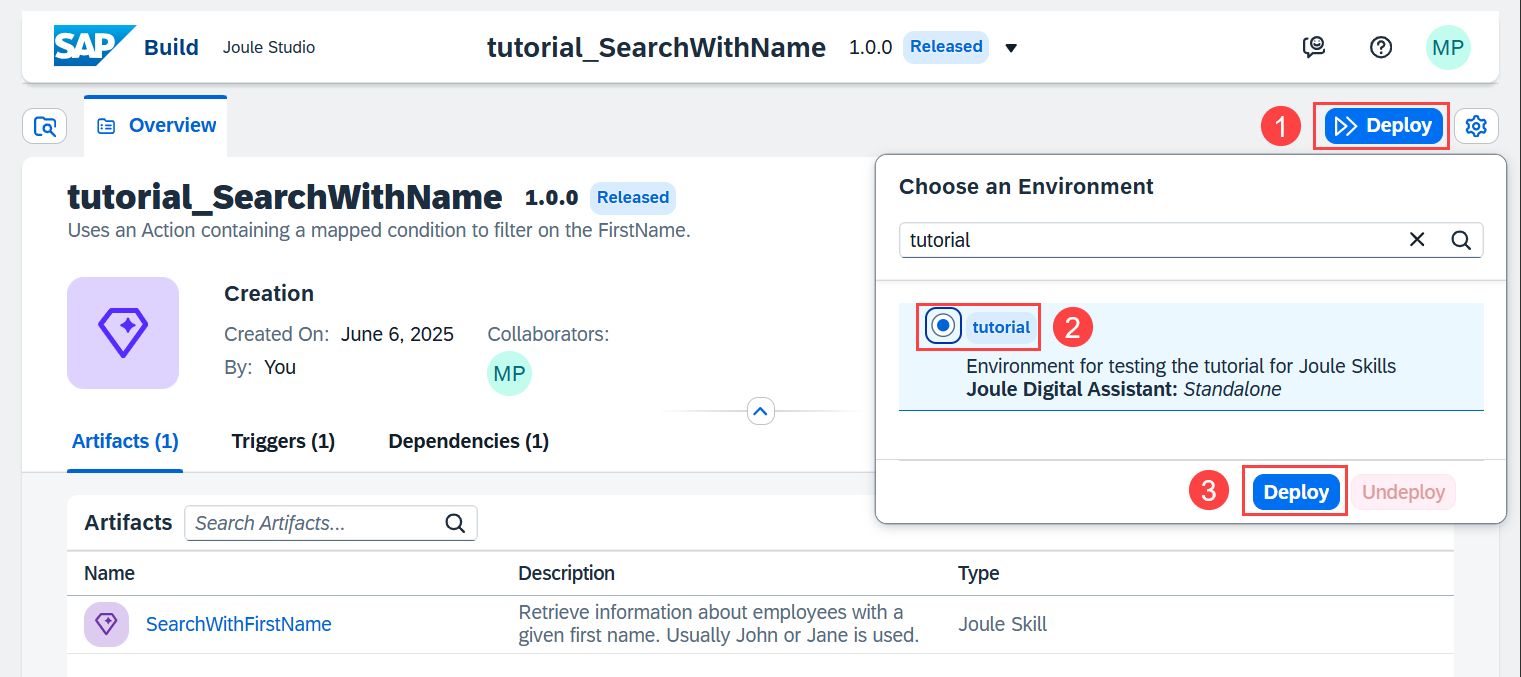 SAP Build Joule Studio tutorial_SearchWithName 1.0.0 Released MP
Overview
1 Deploy
tutorial_SearchWithName 1.0.0 Released
Uses an Action containing a mapped condition to filter on the FirstName.
Creation
Created On: June 6, 2025 Collaborators:
By: You MP
Artifacts (1) Triggers (1) Dependencies (1)
Choose an Environment
tutorial
tutorial 2
Environment for testing the tutorial for Joule Skills
Joule Digital Assistant: Standalone
3 Deploy Undeploy
Artifacts Search Artifacts...
Name Description Type
SearchWithFirstName Retrieve information about employees with a Joule Skill
given first name. Usually John or Jane is used.